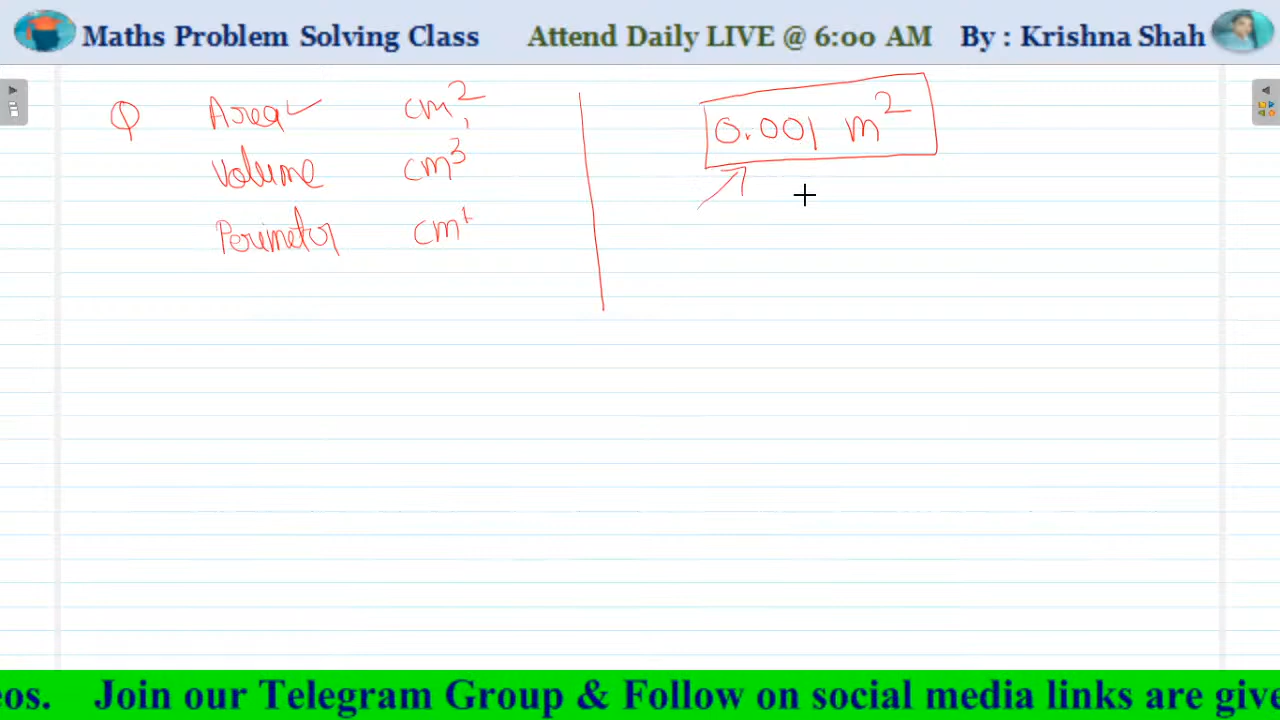 Maths Problem Solving Class Attend Daily LIVE @ 6:00 AM By : Krishna Shah
Q Area ✓ cm²
Volume cm³
Perimetor cm¹
0.001 m²
eos. Join our Telegram Group & Follow on social media links are give